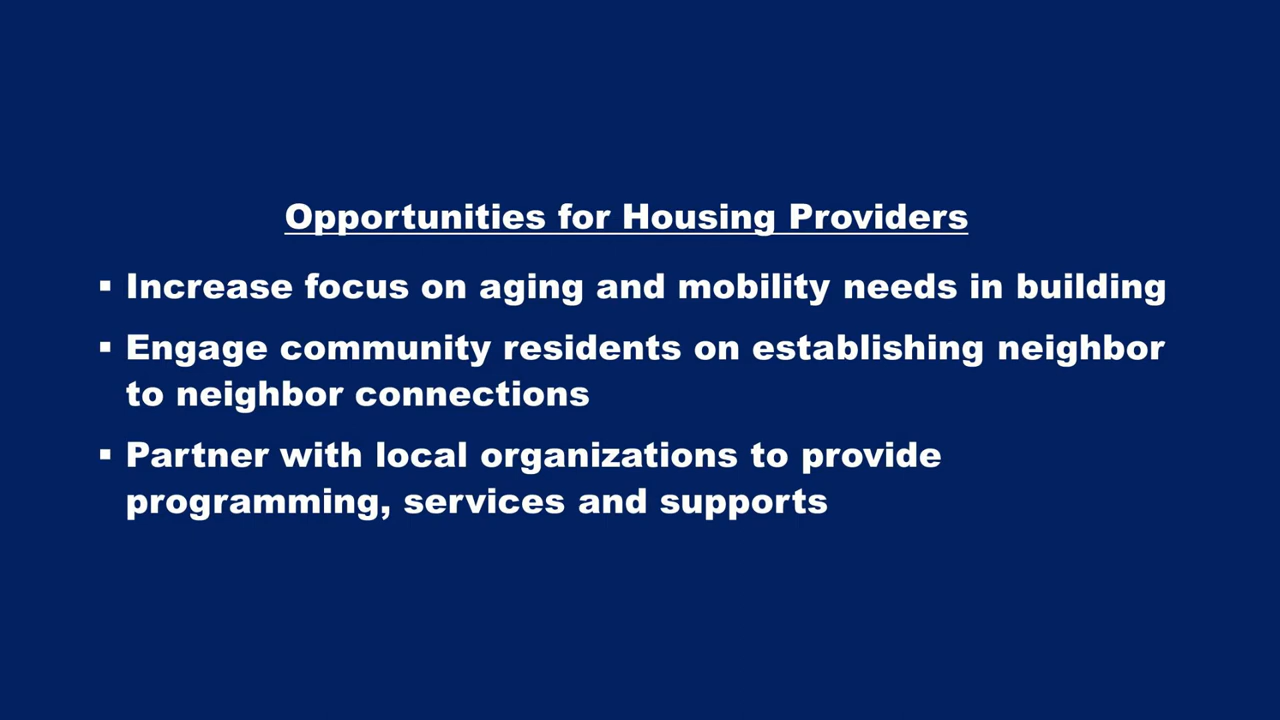 Opportunities for Housing Providers
▪ Increase focus on aging and mobility needs in building
▪ Engage community residents on establishing neighbor
to neighbor connections
▪ Partner with local organizations to provide
programming, services and supports